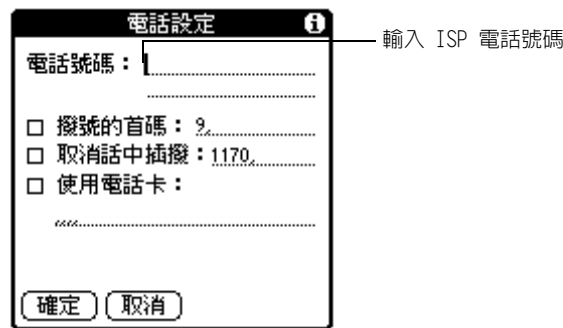 電話設定
輸入 ISP 電話號碼
電話號碼：
撥號的首碼：9,
取消話中插撥：1170,
使用電話卡：
,,,,
確定 取消